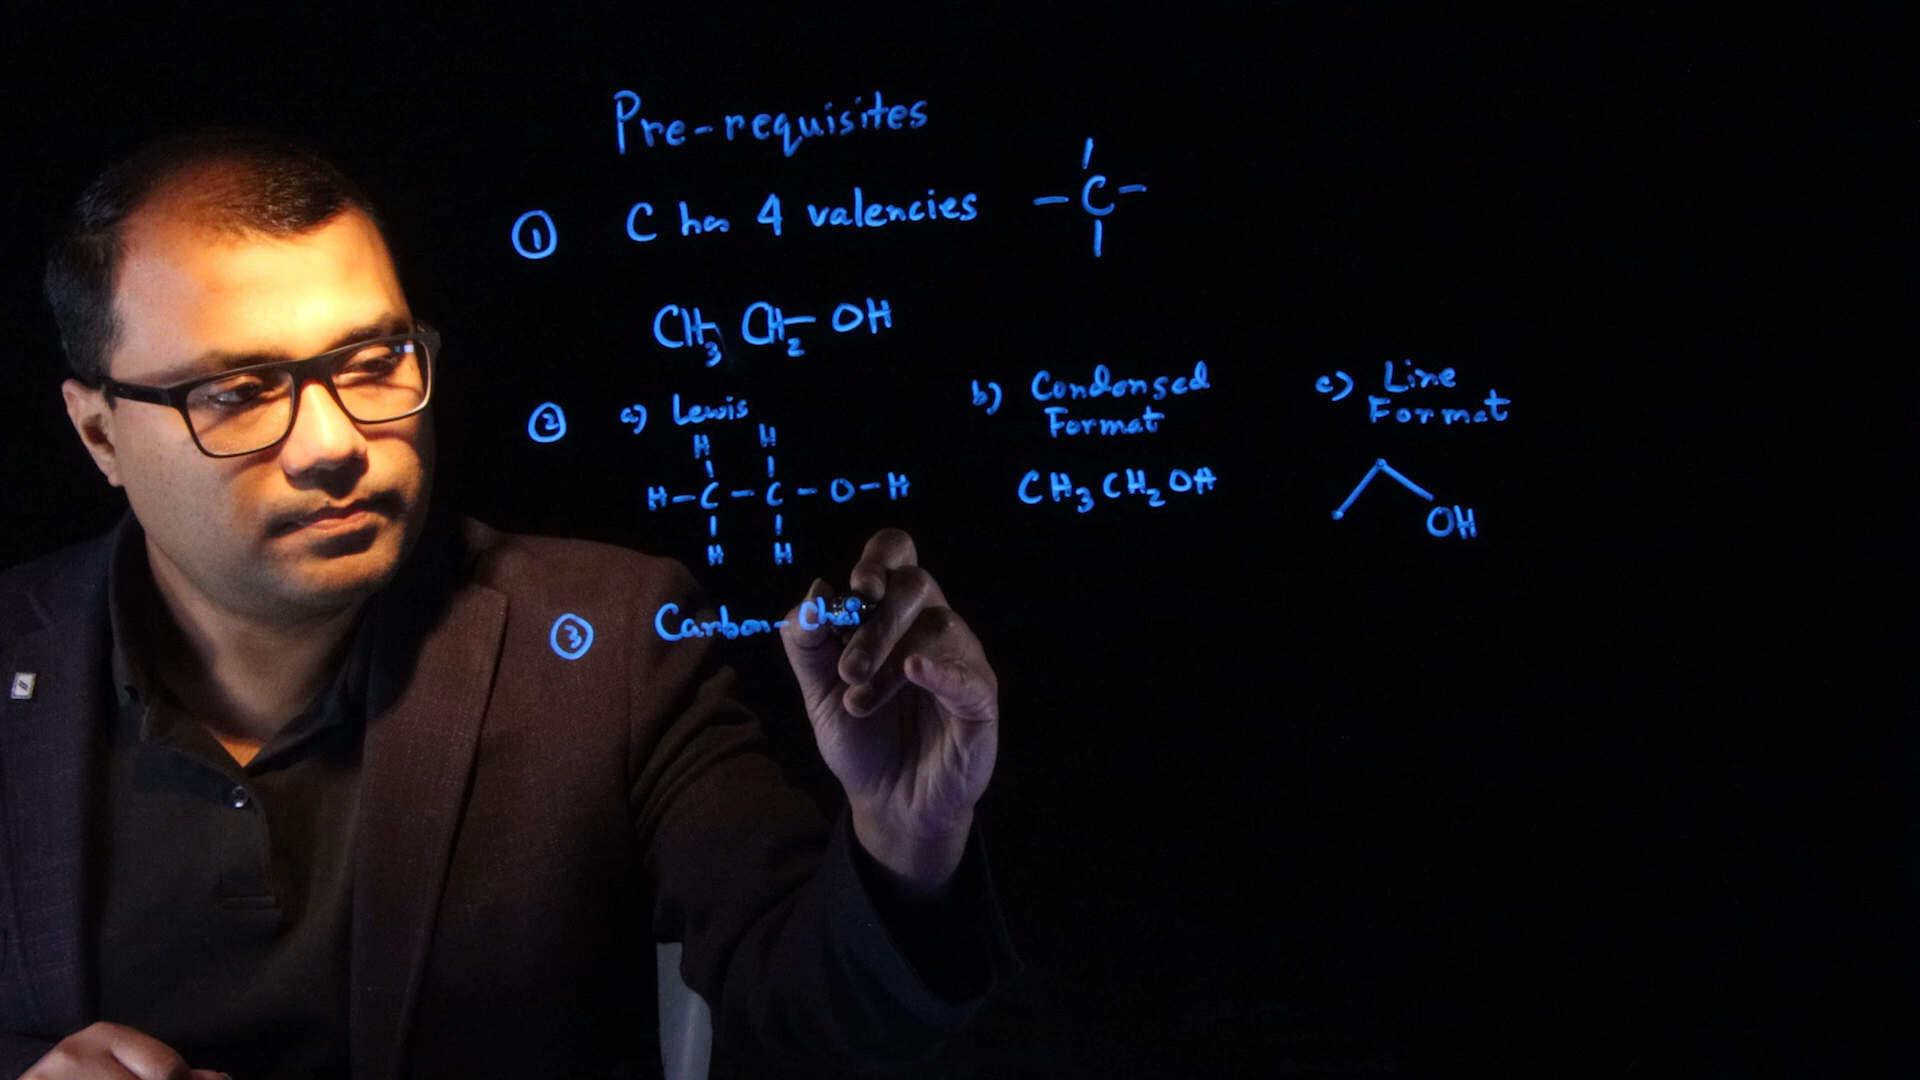 Pre-requisites
① C has 4 valencies -C-
CH₃ CH₂- OH
② a) Lewis b) Condensed Format c) Line Format
H H
H-C-C-O-H CH₃CH₂OH OH
H H
③ Carbon-Chai